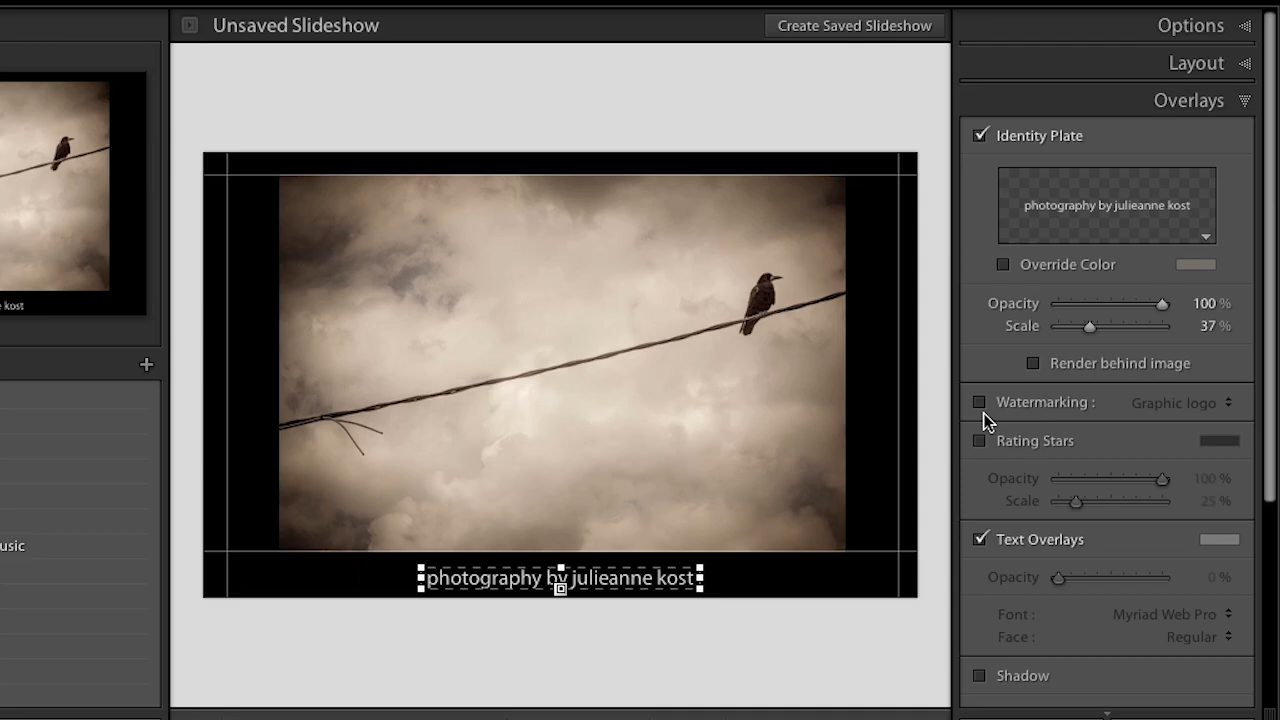 Unsaved Slideshow
Create Saved Slideshow
Options
Layout
Overlays
Identity Plate
photography by julieanne kost
Override Color
Opacity 100 %
Scale 37 %
Render behind image
Watermarking : Graphic logo
Rating Stars
Opacity 100 %
Scale 25 %
Text Overlays
Opacity 0 %
Font : Myriad Web Pro
Face : Regular
Shadow
photography by julieanne kost
kost
usic